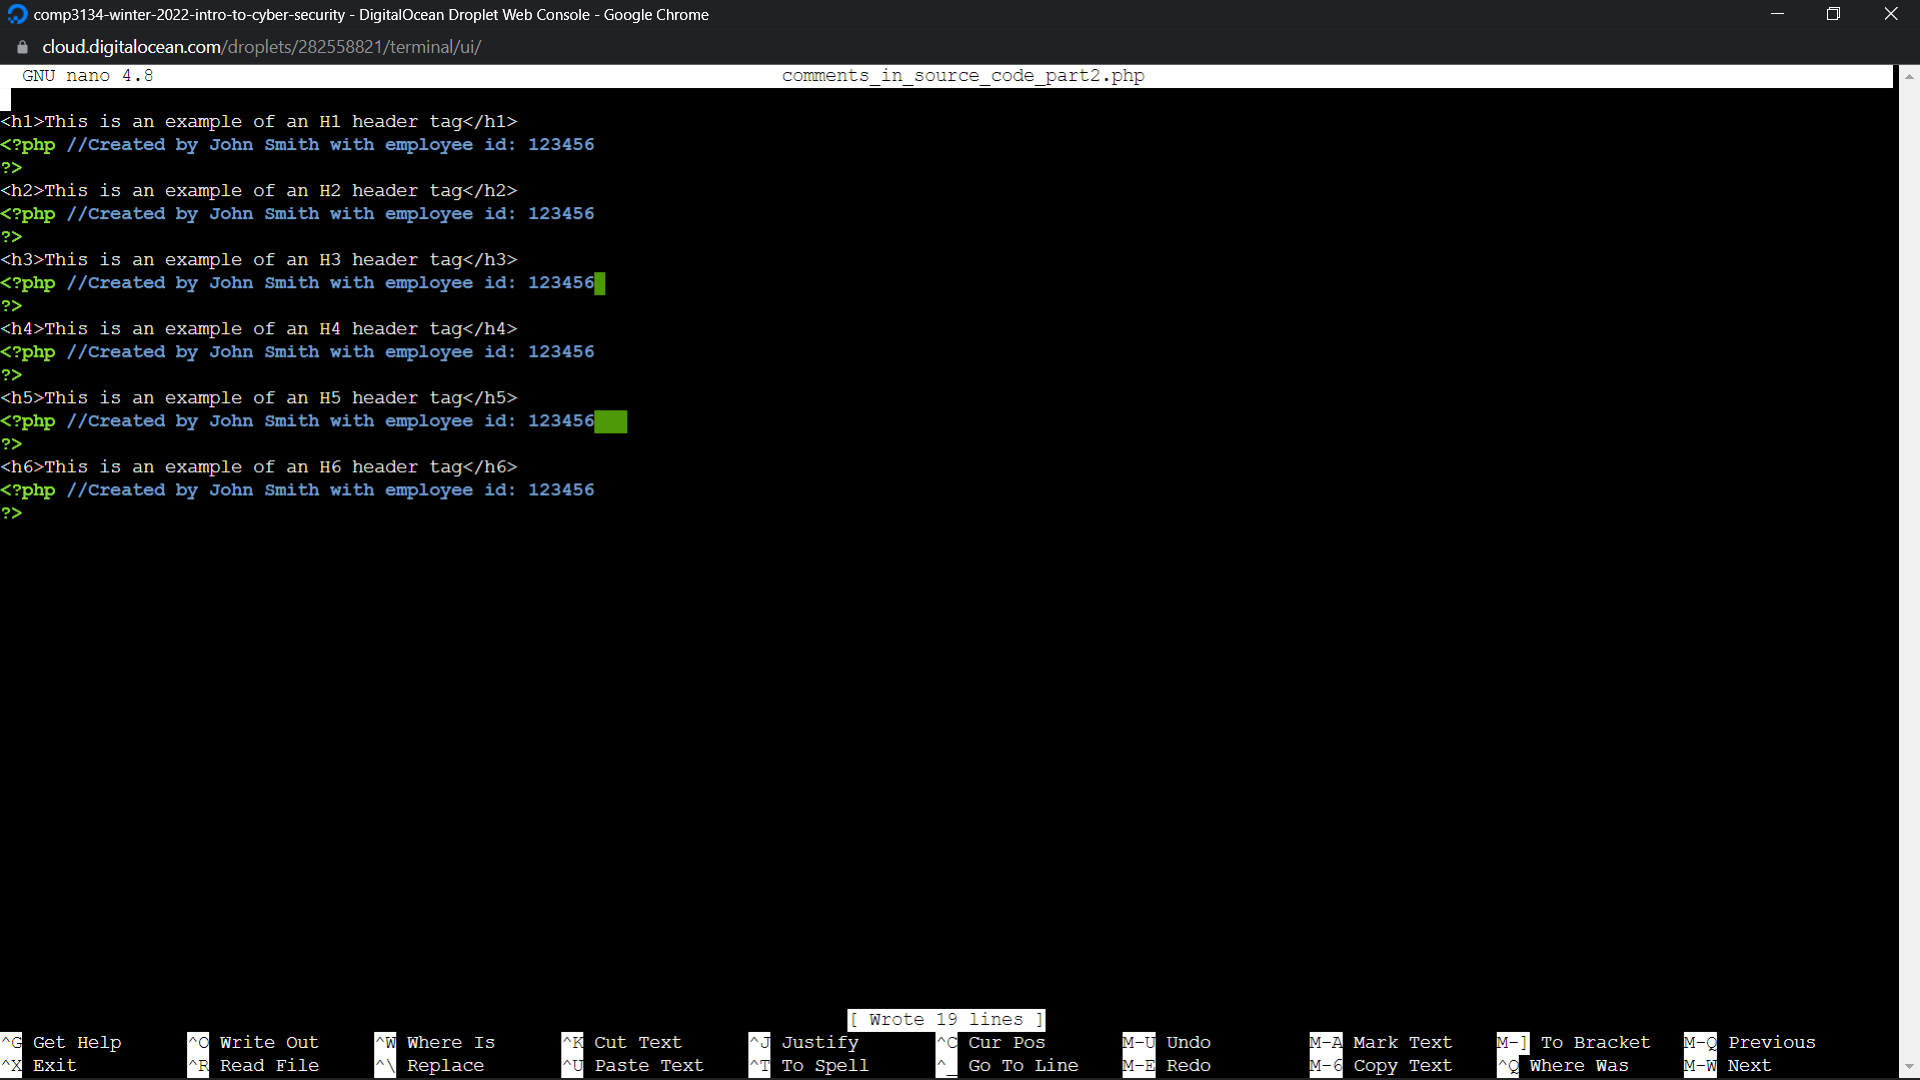 comp3134-winter-2022-intro-to-cyber-security - DigitalOcean Droplet Web Console - Google Chrome
cloud.digitalocean.com/droplets/282558821/terminal/ui/
GNU nano 4.8 comments_in_source_code_part2.php
<h1>This is an example of an H1 header tag</h1>
<?php //Created by John Smith with employee id: 123456
?>
<h2>This is an example of an H2 header tag</h2>
<?php //Created by John Smith with employee id: 123456
?>
<h3>This is an example of an H3 header tag</h3>
<?php //Created by John Smith with employee id: 123456
?>
<h4>This is an example of an H4 header tag</h4>
<?php //Created by John Smith with employee id: 123456
?>
<h5>This is an example of an H5 header tag</h5>
<?php //Created by John Smith with employee id: 123456
?>
<h6>This is an example of an H6 header tag</h6>
<?php //Created by John Smith with employee id: 123456
?>
[ Wrote 19 lines ]
^G Get Help ^O Write Out ^W Where Is ^K Cut Text ^J Justify ^C Cur Pos M-U Undo M-A Mark Text M-] To Bracket M-Q Previous
^X Exit ^R Read File ^\ Replace ^U Paste Text ^T To Spell ^_ Go To Line M-E Redo M-6 Copy Text ^Q Where Was M-W Next